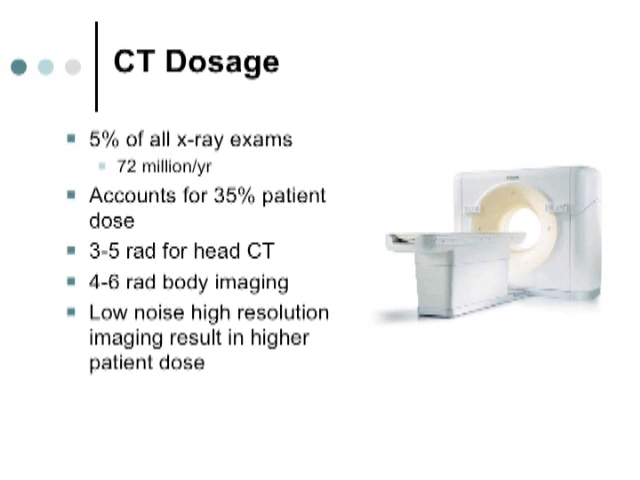 CT Dosage
5% of all x-ray exams
72 million/yr
Accounts for 35% patient
dose
3-5 rad for head CT
4-6 rad body imaging
Low noise high resolution
imaging result in higher
patient dose